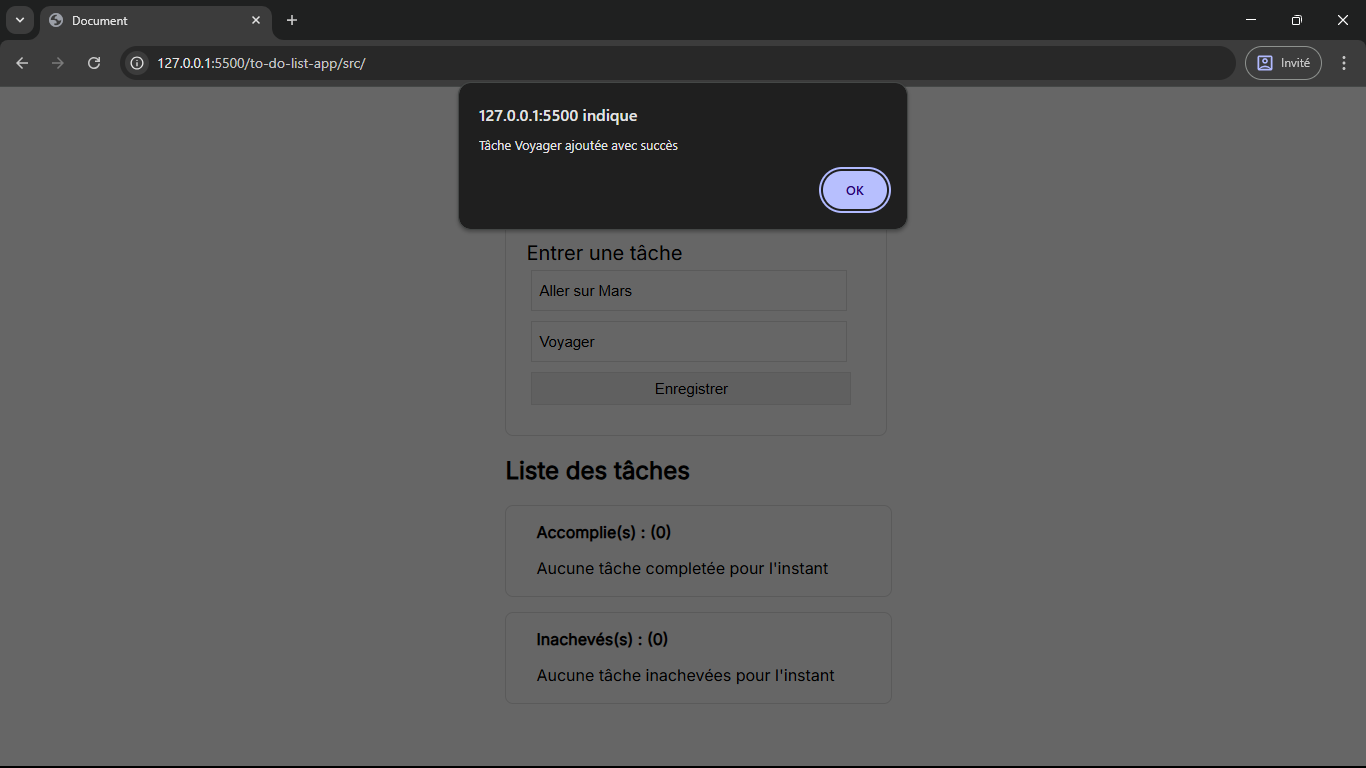 Document
127.0.0.1:5500/to-do-list-app/src/
Invité
127.0.0.1:5500 indique
Tâche Voyager ajoutée avec succès
OK
Entrer une tâche
Aller sur Mars
Voyager
Enregistrer
Liste des tâches
Accomplie(s) : (0)
Aucune tâche completée pour l'instant
Inachevés(s) : (0)
Aucune tâche inachevées pour l'instant